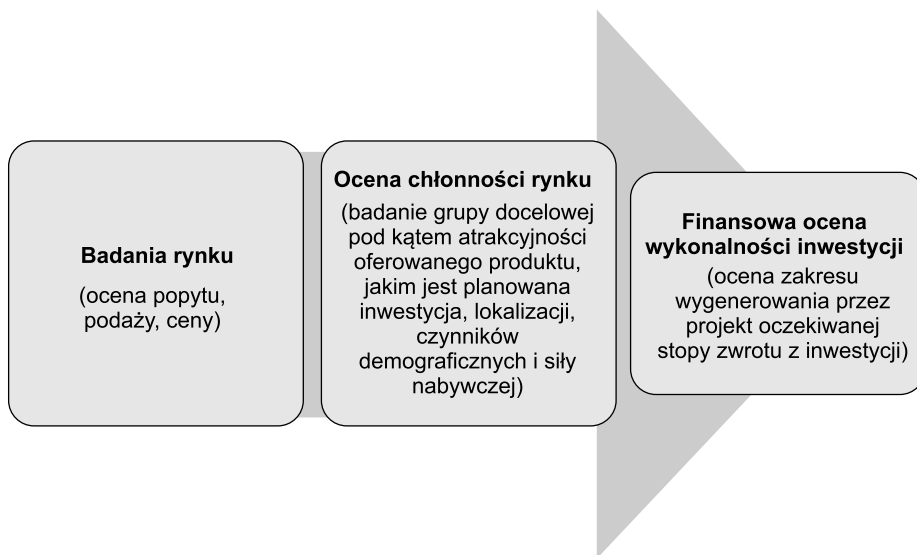 Badania rynku
(ocena popytu,
podaży, ceny)
Ocena chłonności rynku
(badanie grupy docelowej
pod kątem atrakcyjności
oferowanego produktu,
jakim jest planowana
inwestycja, lokalizacji,
czynników
demograficznych i siły
nabywczej)
Finansowa ocena
wykonalności inwestycji
(ocena zakresu
wygenerowania przez
projekt oczekiwanej
stopy zwrotu z inwestycji)